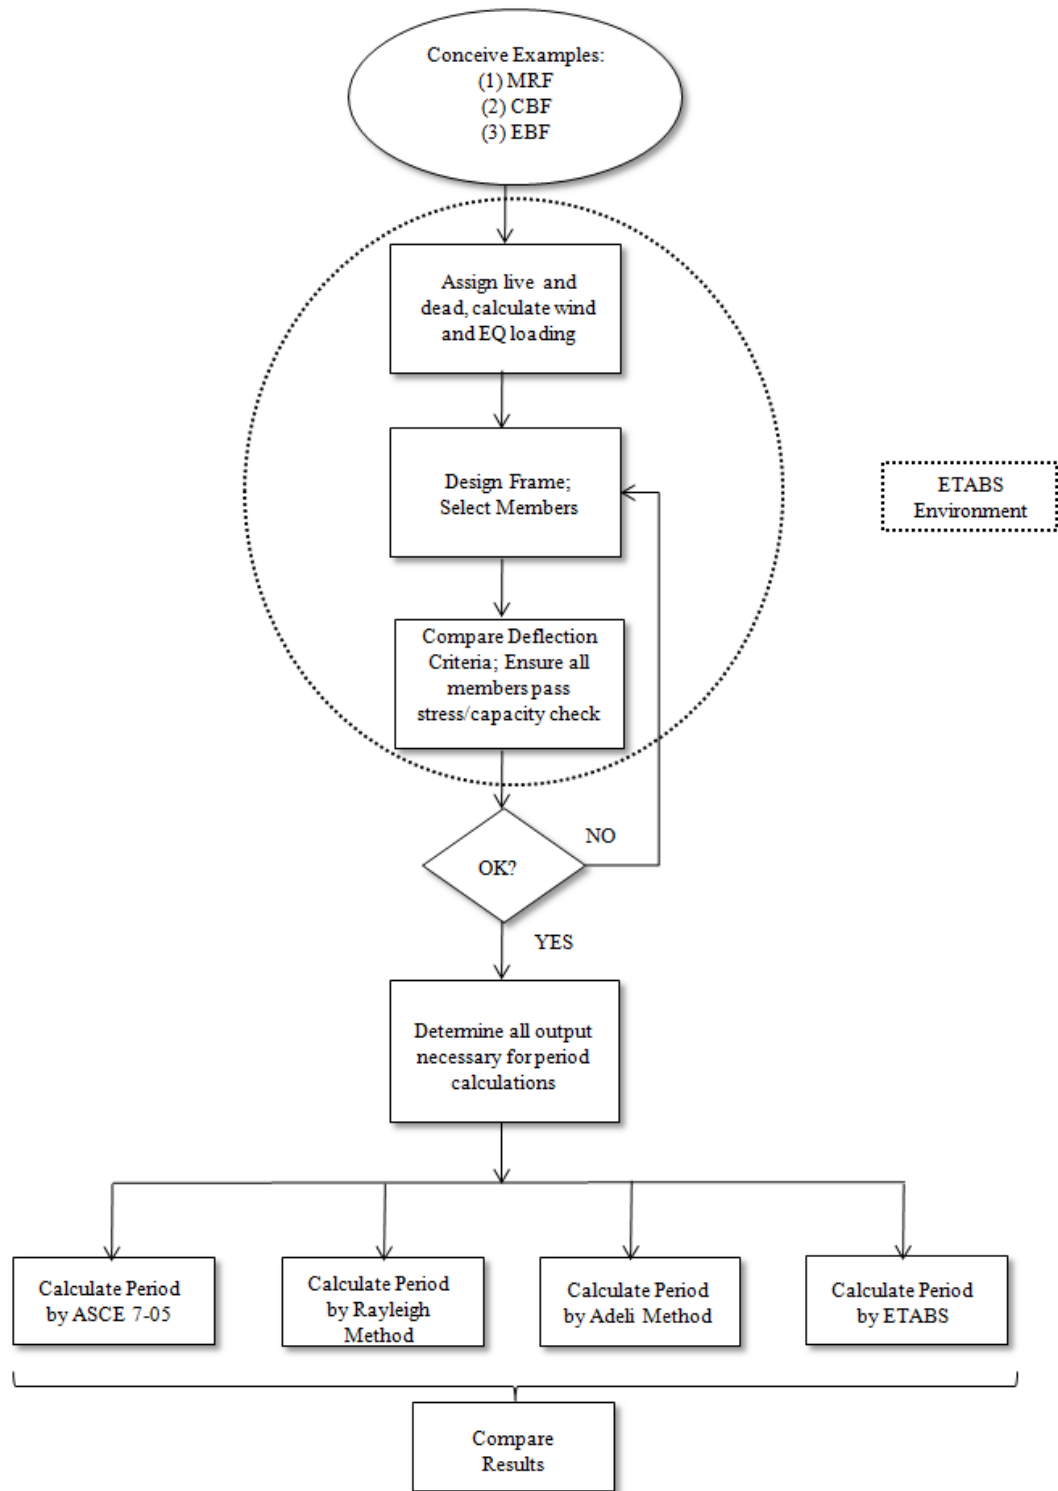 Conceive Examples:
(1) MRF
(2) CBF
(3) EBF
Assign live and
dead, calculate wind
and EQ loading
Design Frame;
Select Members
ETABS
Environment
Compare Deflection
Criteria; Ensure all
members pass
stress/capacity check
NO
OK?
YES
Determine all output
necessary for period
calculations
Calculate Period
by ASCE 7-05
Calculate Period
by Rayleigh
Method
Calculate Period
by Adeli Method
Calculate Period
by ETABS
Compare
Results